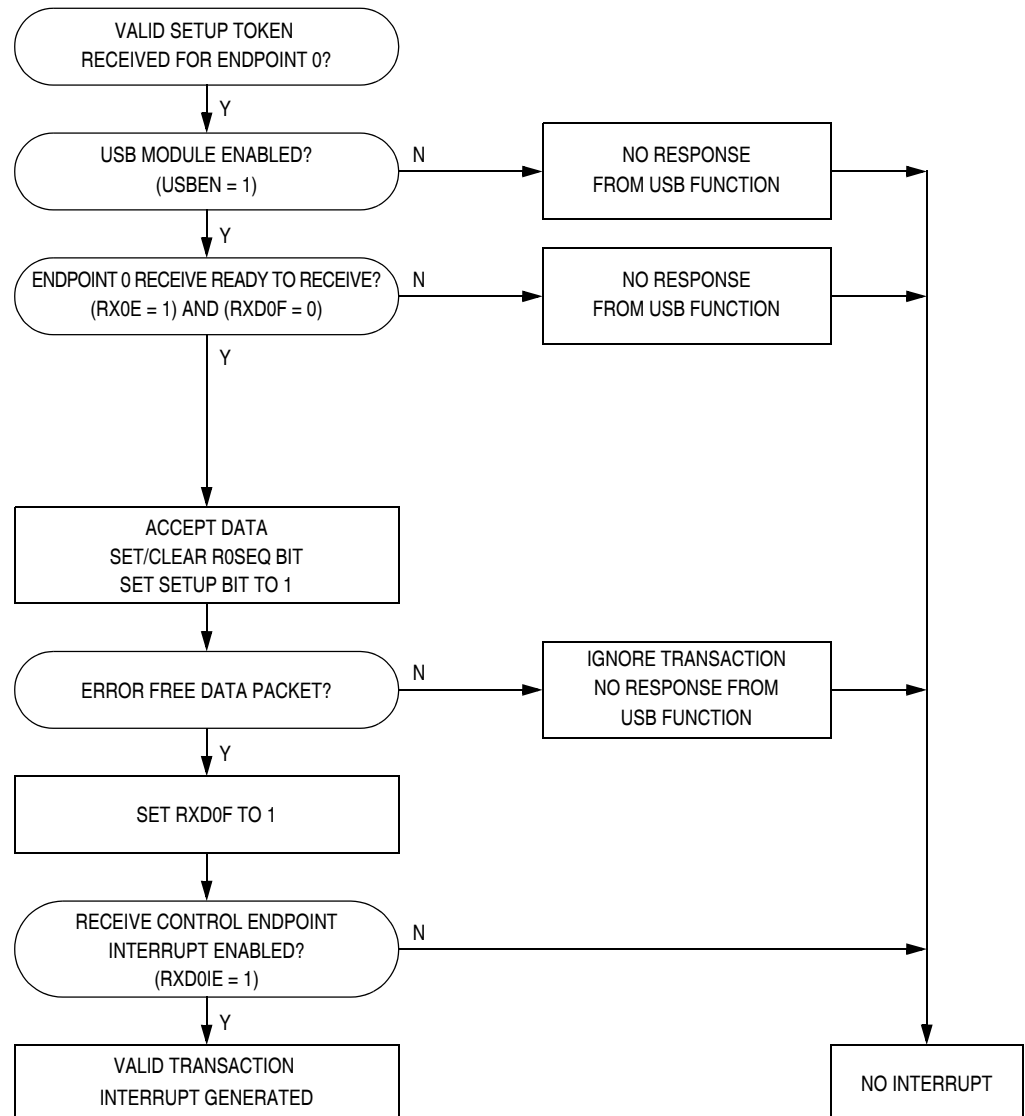 VALID SETUP TOKEN
RECEIVED FOR ENDPOINT 0?
Y
USB MODULE ENABLED?
(USBEN = 1)
N
NO RESPONSE
FROM USB FUNCTION
Y
ENDPOINT 0 RECEIVE READY TO RECEIVE?
(RX0E = 1) AND (RXD0F = 0)
N
NO RESPONSE
FROM USB FUNCTION
Y
ACCEPT DATA
SET/CLEAR R0SEQ BIT
SET SETUP BIT TO 1
ERROR FREE DATA PACKET?
N
IGNORE TRANSACTION
NO RESPONSE FROM
USB FUNCTION
Y
SET RXD0F TO 1
RECEIVE CONTROL ENDPOINT
INTERRUPT ENABLED?
(RXD0IE = 1)
N
Y
VALID TRANSACTION
INTERRUPT GENERATED
NO INTERRUPT